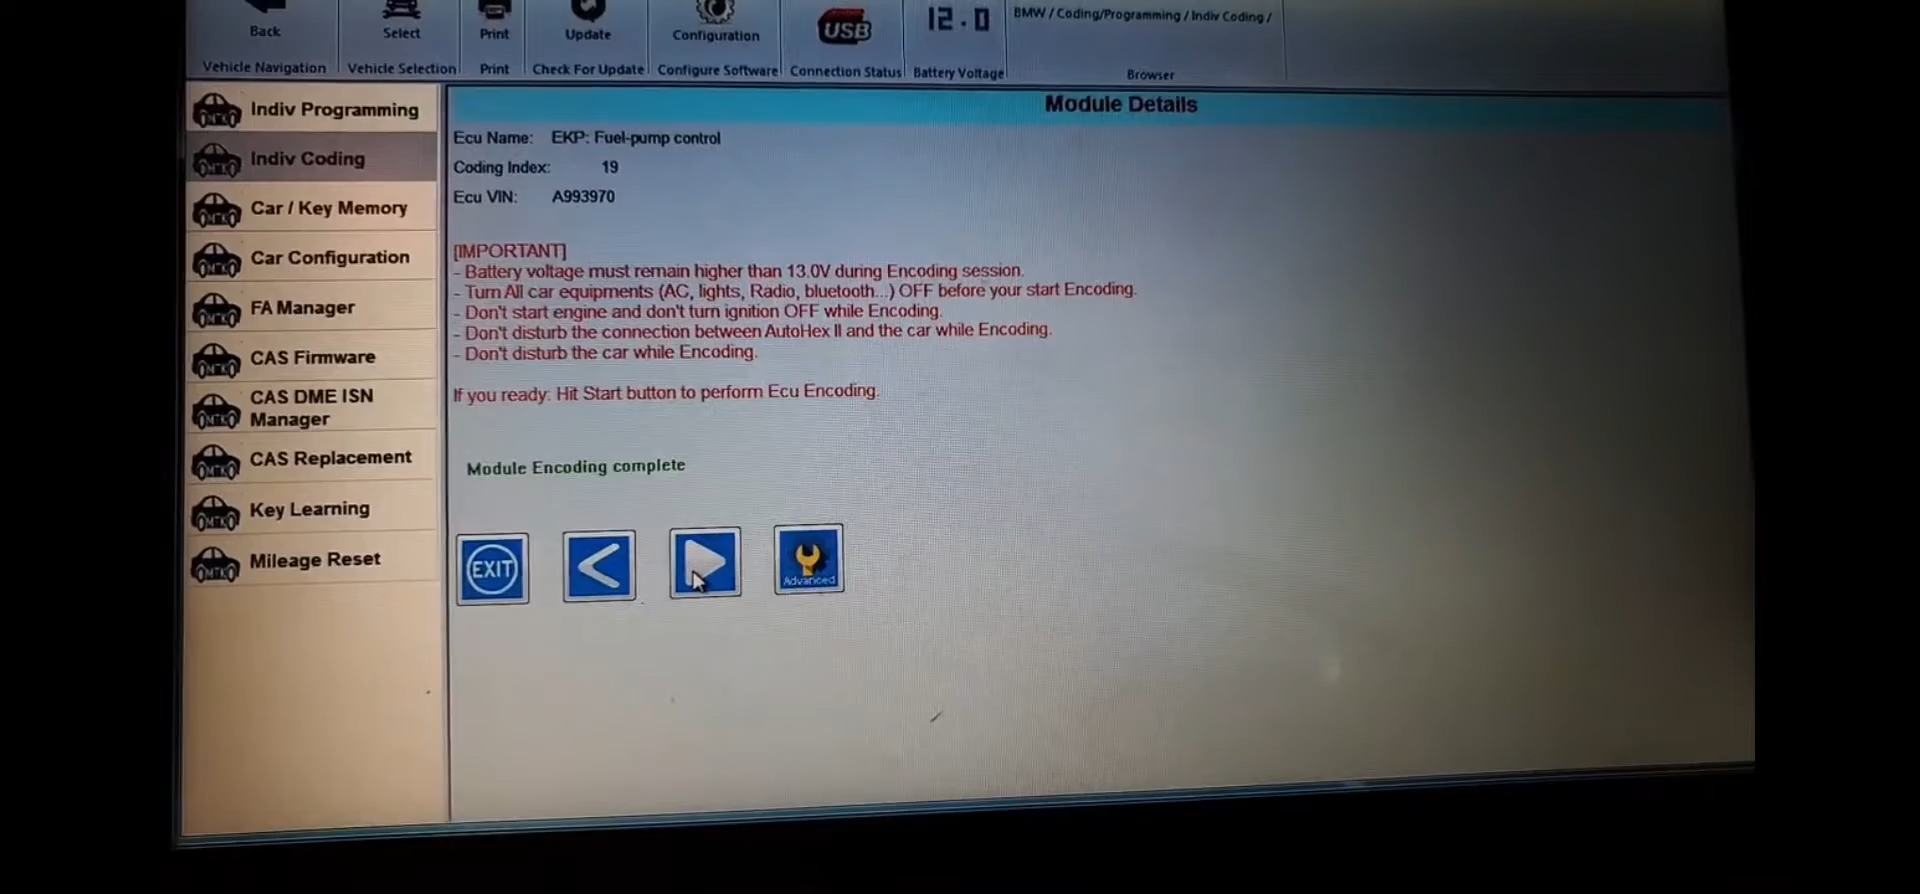 Back
Select
Print
Update
Configuration
USB
12.0
BMW / Coding/Programming / Indiv Coding /
Vehicle Navigation
Vehicle Selection
Print
Check For Update
Configure Software
Connection Status
Battery Voltage
Browser
Indiv Programming
Indiv Coding
Car / Key Memory
Car Configuration
FA Manager
CAS Firmware
CAS DME ISN
Manager
CAS Replacement
Key Learning
Mileage Reset
Module Details
Ecu Name: EKP: Fuel-pump control
Coding Index: 19
Ecu VIN: A993970
[IMPORTANT]
- Battery voltage must remain higher than 13.0V during Encoding session.
- Turn All car equipments (AC, lights, Radio, bluetooth...) OFF before your start Encoding.
- Don't start engine and don't turn ignition OFF while Encoding.
- Don't disturb the connection between AutoHex II and the car while Encoding.
- Don't disturb the car while Encoding.
If you ready: Hit Start button to perform Ecu Encoding.
Module Encoding complete
EXIT
Advanced